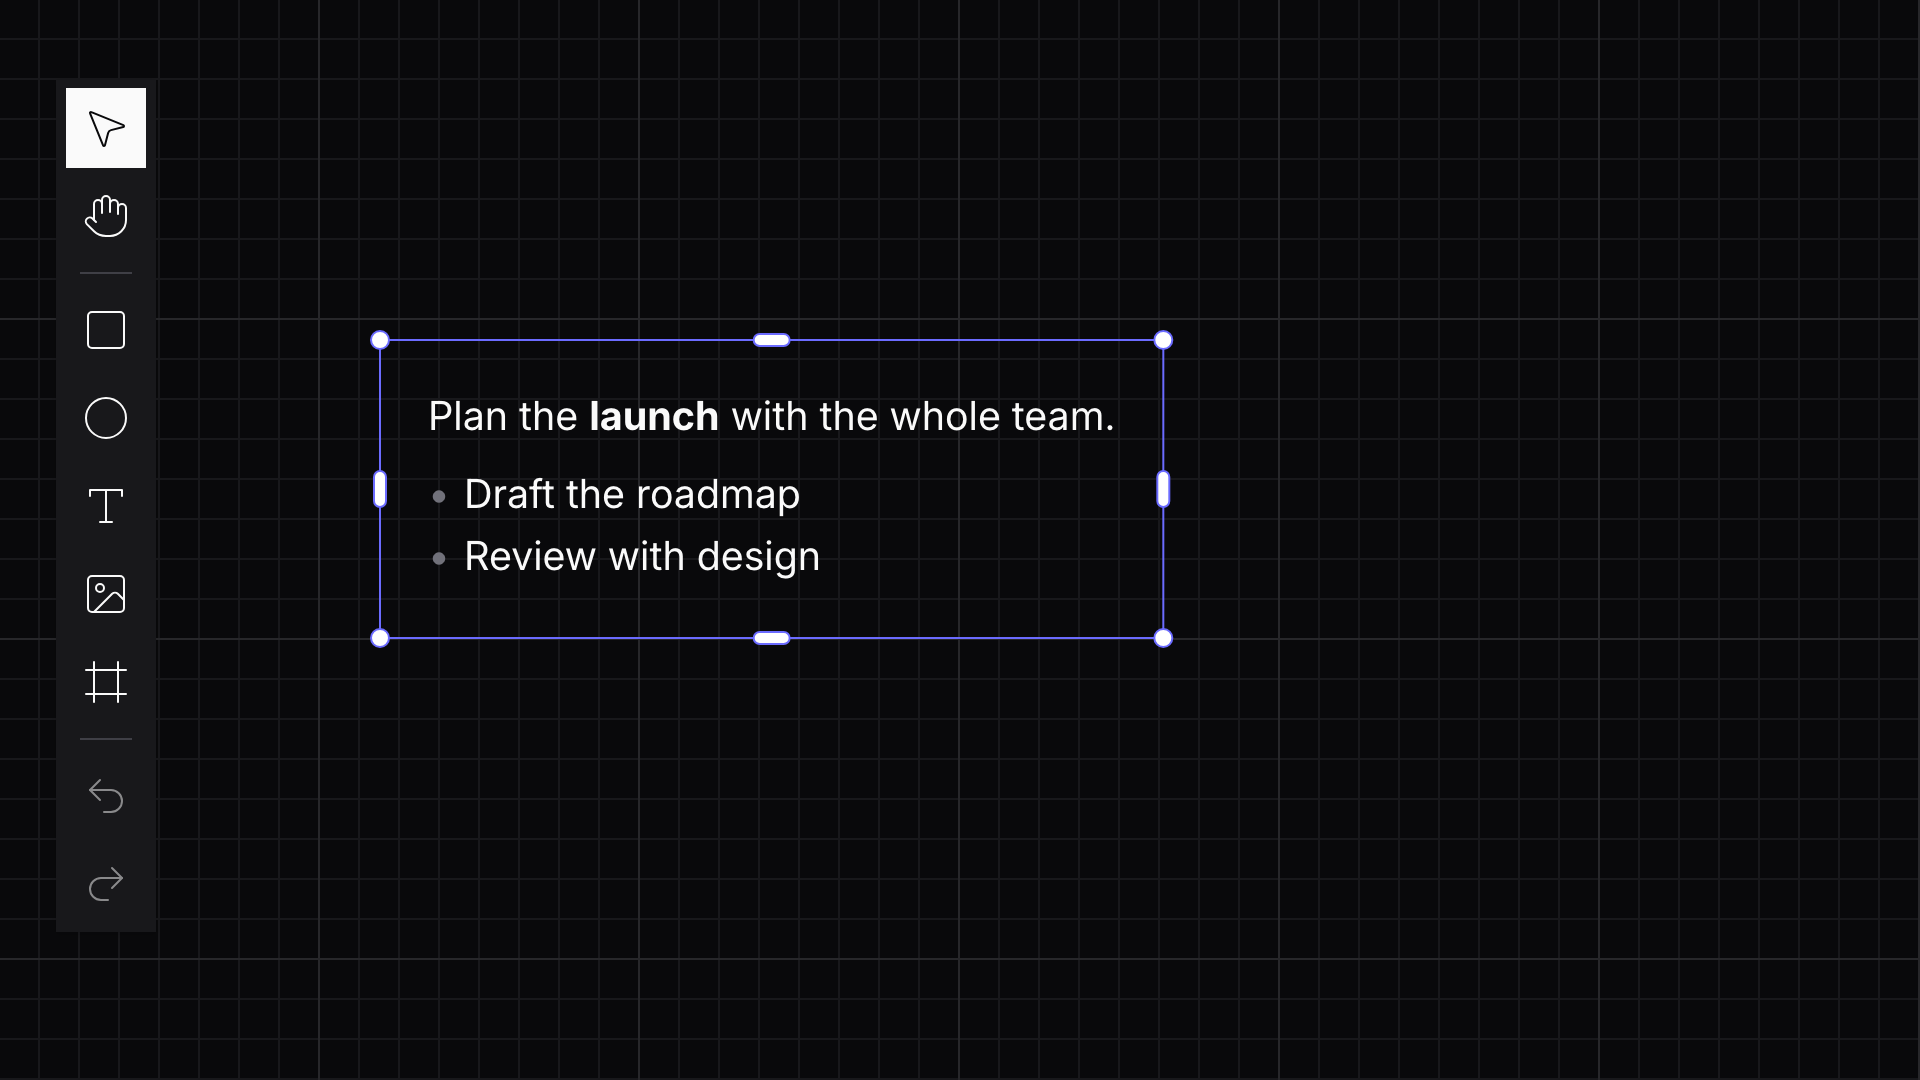 Plan the launch with the whole team.
Draft the roadmap
Review with design